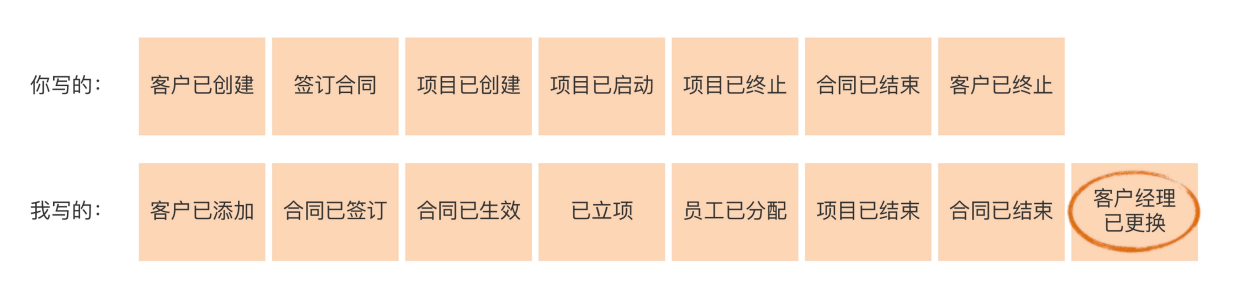 你写的： 客户已创建 签订合同 项目已创建 项目已启动 项目已终止 合同已结束 客户已终止
我写的： 客户已添加 合同已签订 合同已生效 已立项 员工已分配 项目已结束 合同已结束 客户经理
已更换